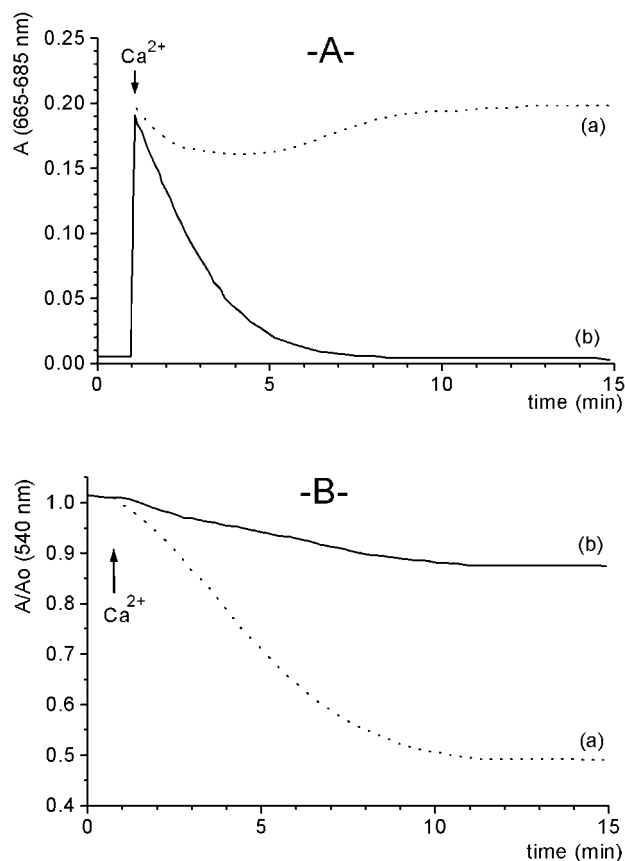 -A-
A (665-685 nm)
0.25
0.20
0.15
0.10
0.05
0.00
Ca²⁺
(a)
(b)
0
5
10
15
time (min)
-B-
A/Ao (540 nm)
1.0
0.9
0.8
0.7
0.6
0.5
0.4
Ca²⁺
(b)
(a)
0
5
10
15
time (min)